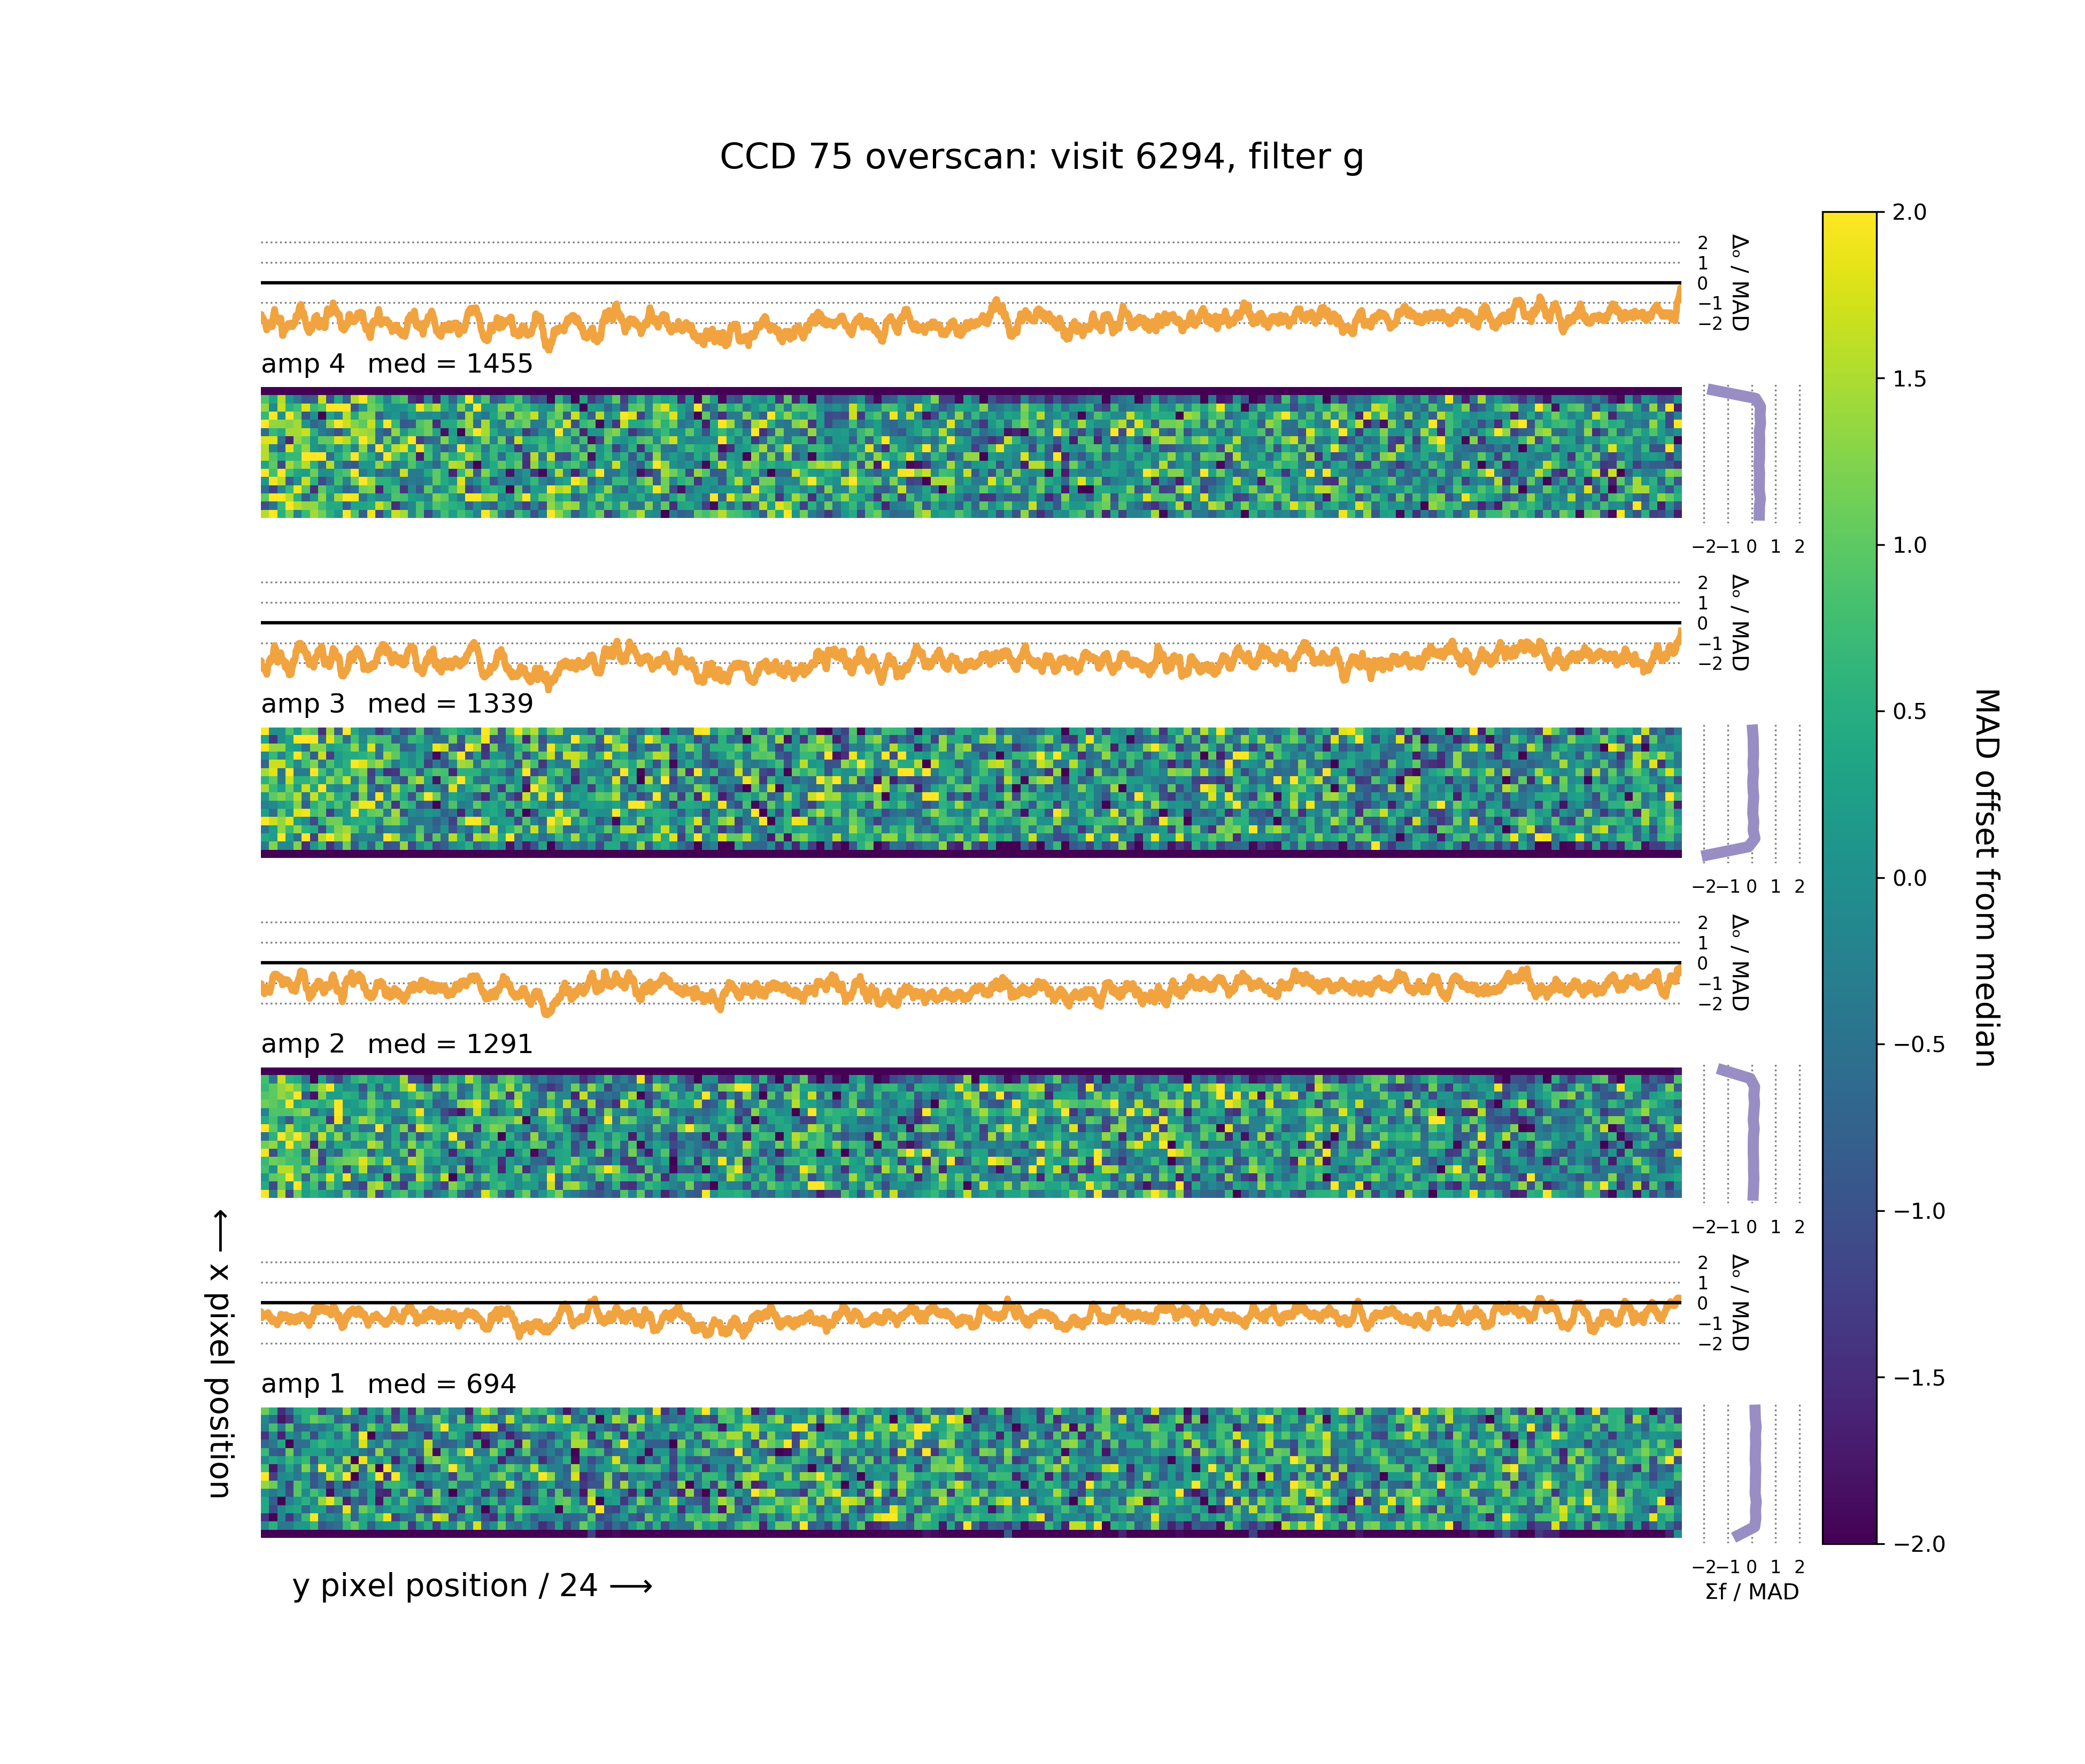 CCD 75 overscan: visit 6294, filter g
2
1
0
−1
−2
Δₒ / MAD
amp 4 med = 1455
−2 −1 0 1 2
2
1
0
−1
−2
Δₒ / MAD
amp 3 med = 1339
−2 −1 0 1 2
2
1
0
−1
−2
Δₒ / MAD
amp 2 med = 1291
−2 −1 0 1 2
2
1
0
−1
−2
Δₒ / MAD
amp 1 med = 694
−2 −1 0 1 2
Σf / MAD
y pixel position / 24 ⟶
⟵ x pixel position
2.0
1.5
1.0
0.5
0.0
−0.5
−1.0
−1.5
−2.0
MAD offset from median